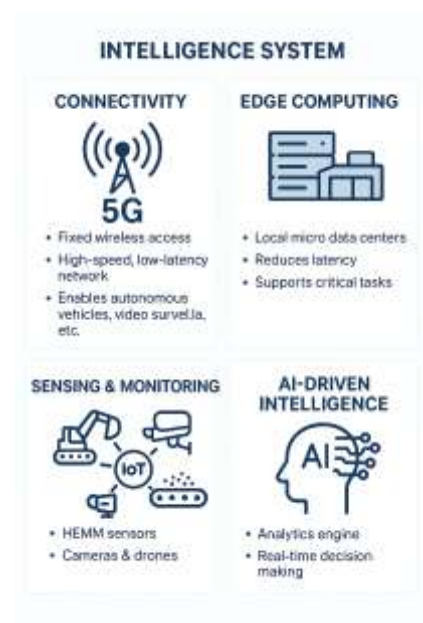 INTELLIGENCE SYSTEM
CONNECTIVITY
5G
• Fixed wireless access
• High-speed, low-latency
network
• Enables autonomous
vehicles, video survel.la,
etc.
EDGE COMPUTING
• Local micro data centers
• Reduces latency
• Supports critical tasks
SENSING & MONITORING
IoT
• HEMM sensors
• Cameras & drones
AI-DRIVEN
INTELLIGENCE
AI
• Analytics engine
• Real-time decision
making